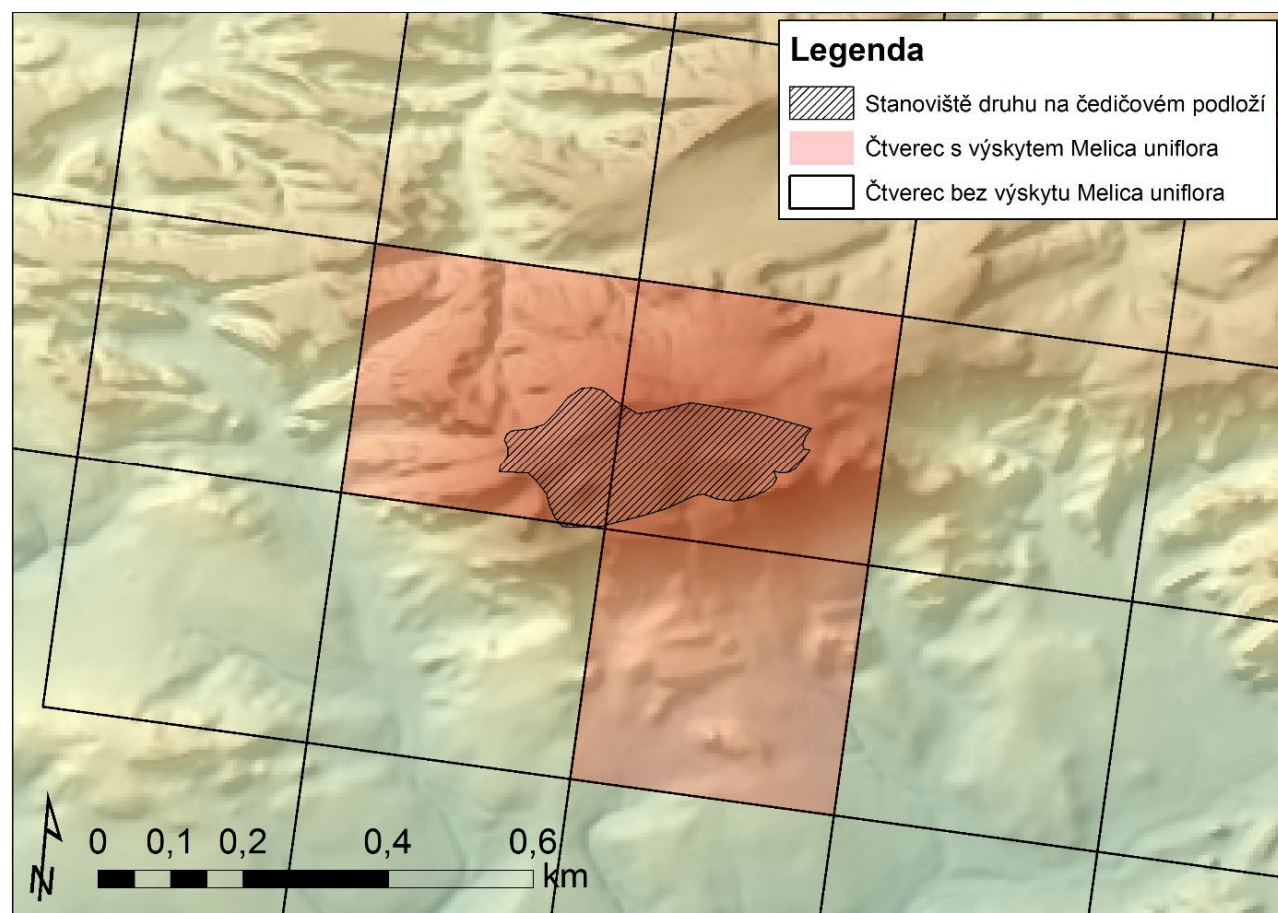 Legenda
Stanoviště druhu na čedičovém podloží
Čtverec s výskytem Melica uniflora
Čtverec bez výskytu Melica uniflora
0 0,1 0,2 0,4 0,6
km
N